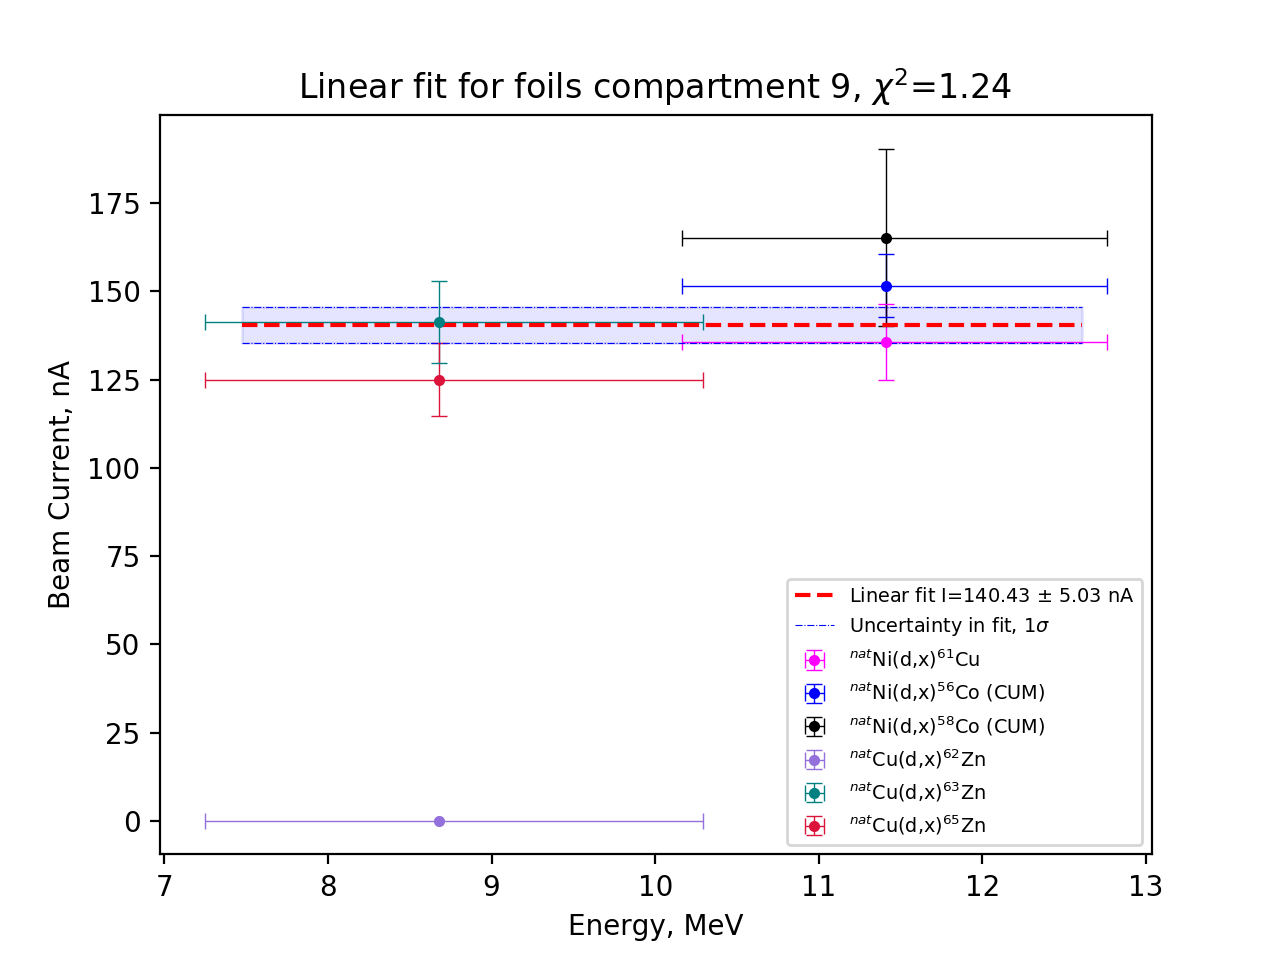 Linear fit for foils compartment 9, χ²=1.24
175
150
125
100
75
50
25
0
Beam Current, nA
7 8 9 10 11 12 13
Energy, MeV
Linear fit I=140.43 ± 5.03 nA
Uncertainty in fit, 1σ
ⁿᵃᵗNi(d,x)⁶¹Cu
ⁿᵃᵗNi(d,x)⁵⁶Co (CUM)
ⁿᵃᵗNi(d,x)⁵⁸Co (CUM)
ⁿᵃᵗCu(d,x)⁶²Zn
ⁿᵃᵗCu(d,x)⁶³Zn
ⁿᵃᵗCu(d,x)⁶⁵Zn